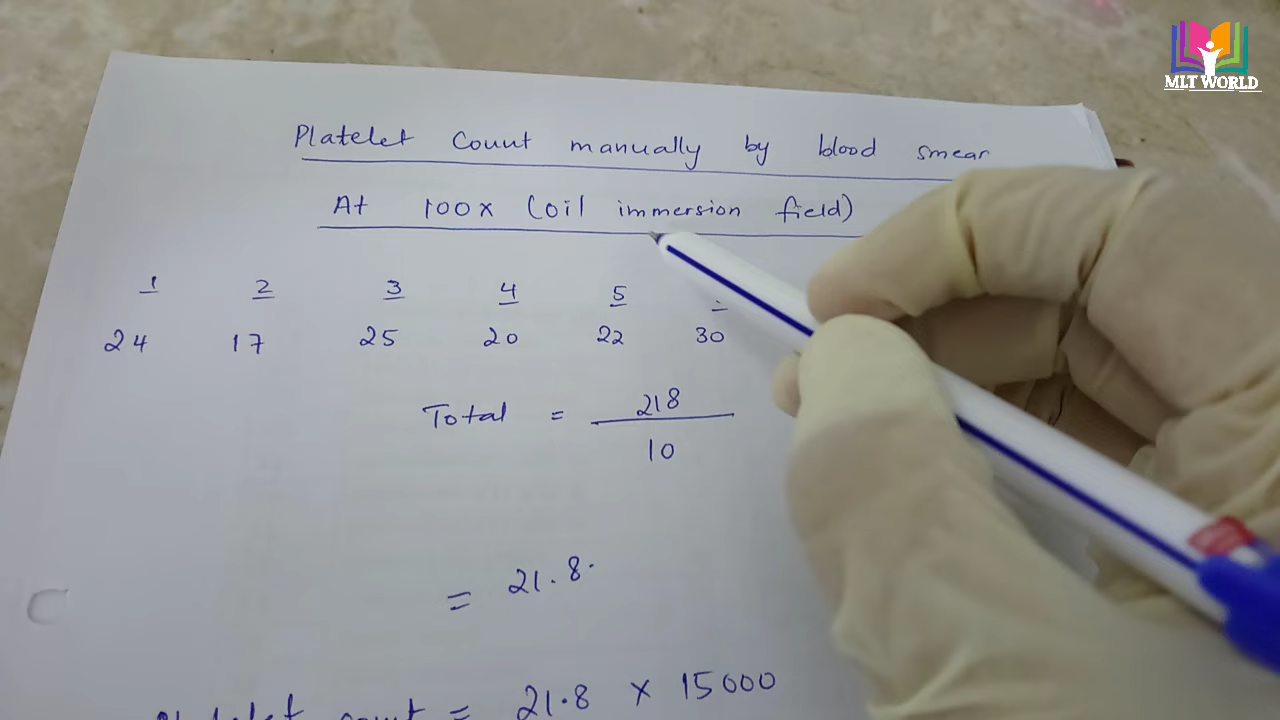 MLT WORLD
Platelet Count manually by blood smear
At 100x (oil immersion field)
1 2 3 4 5
24 17 25 20 22 30
Total = 218
10
= 21.8.
Platelet count = 21.8 x 15000